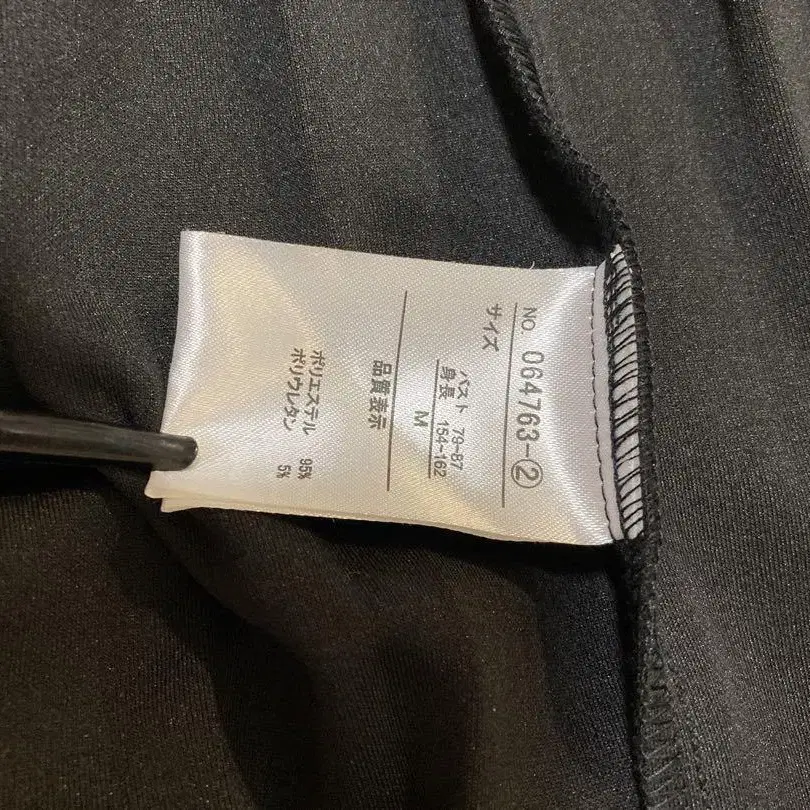 NO. 064763-②
サイズ
バスト 79-87
身長 154-162
M
品質表示
ポリエステル 95%
ポリウレタン 5%